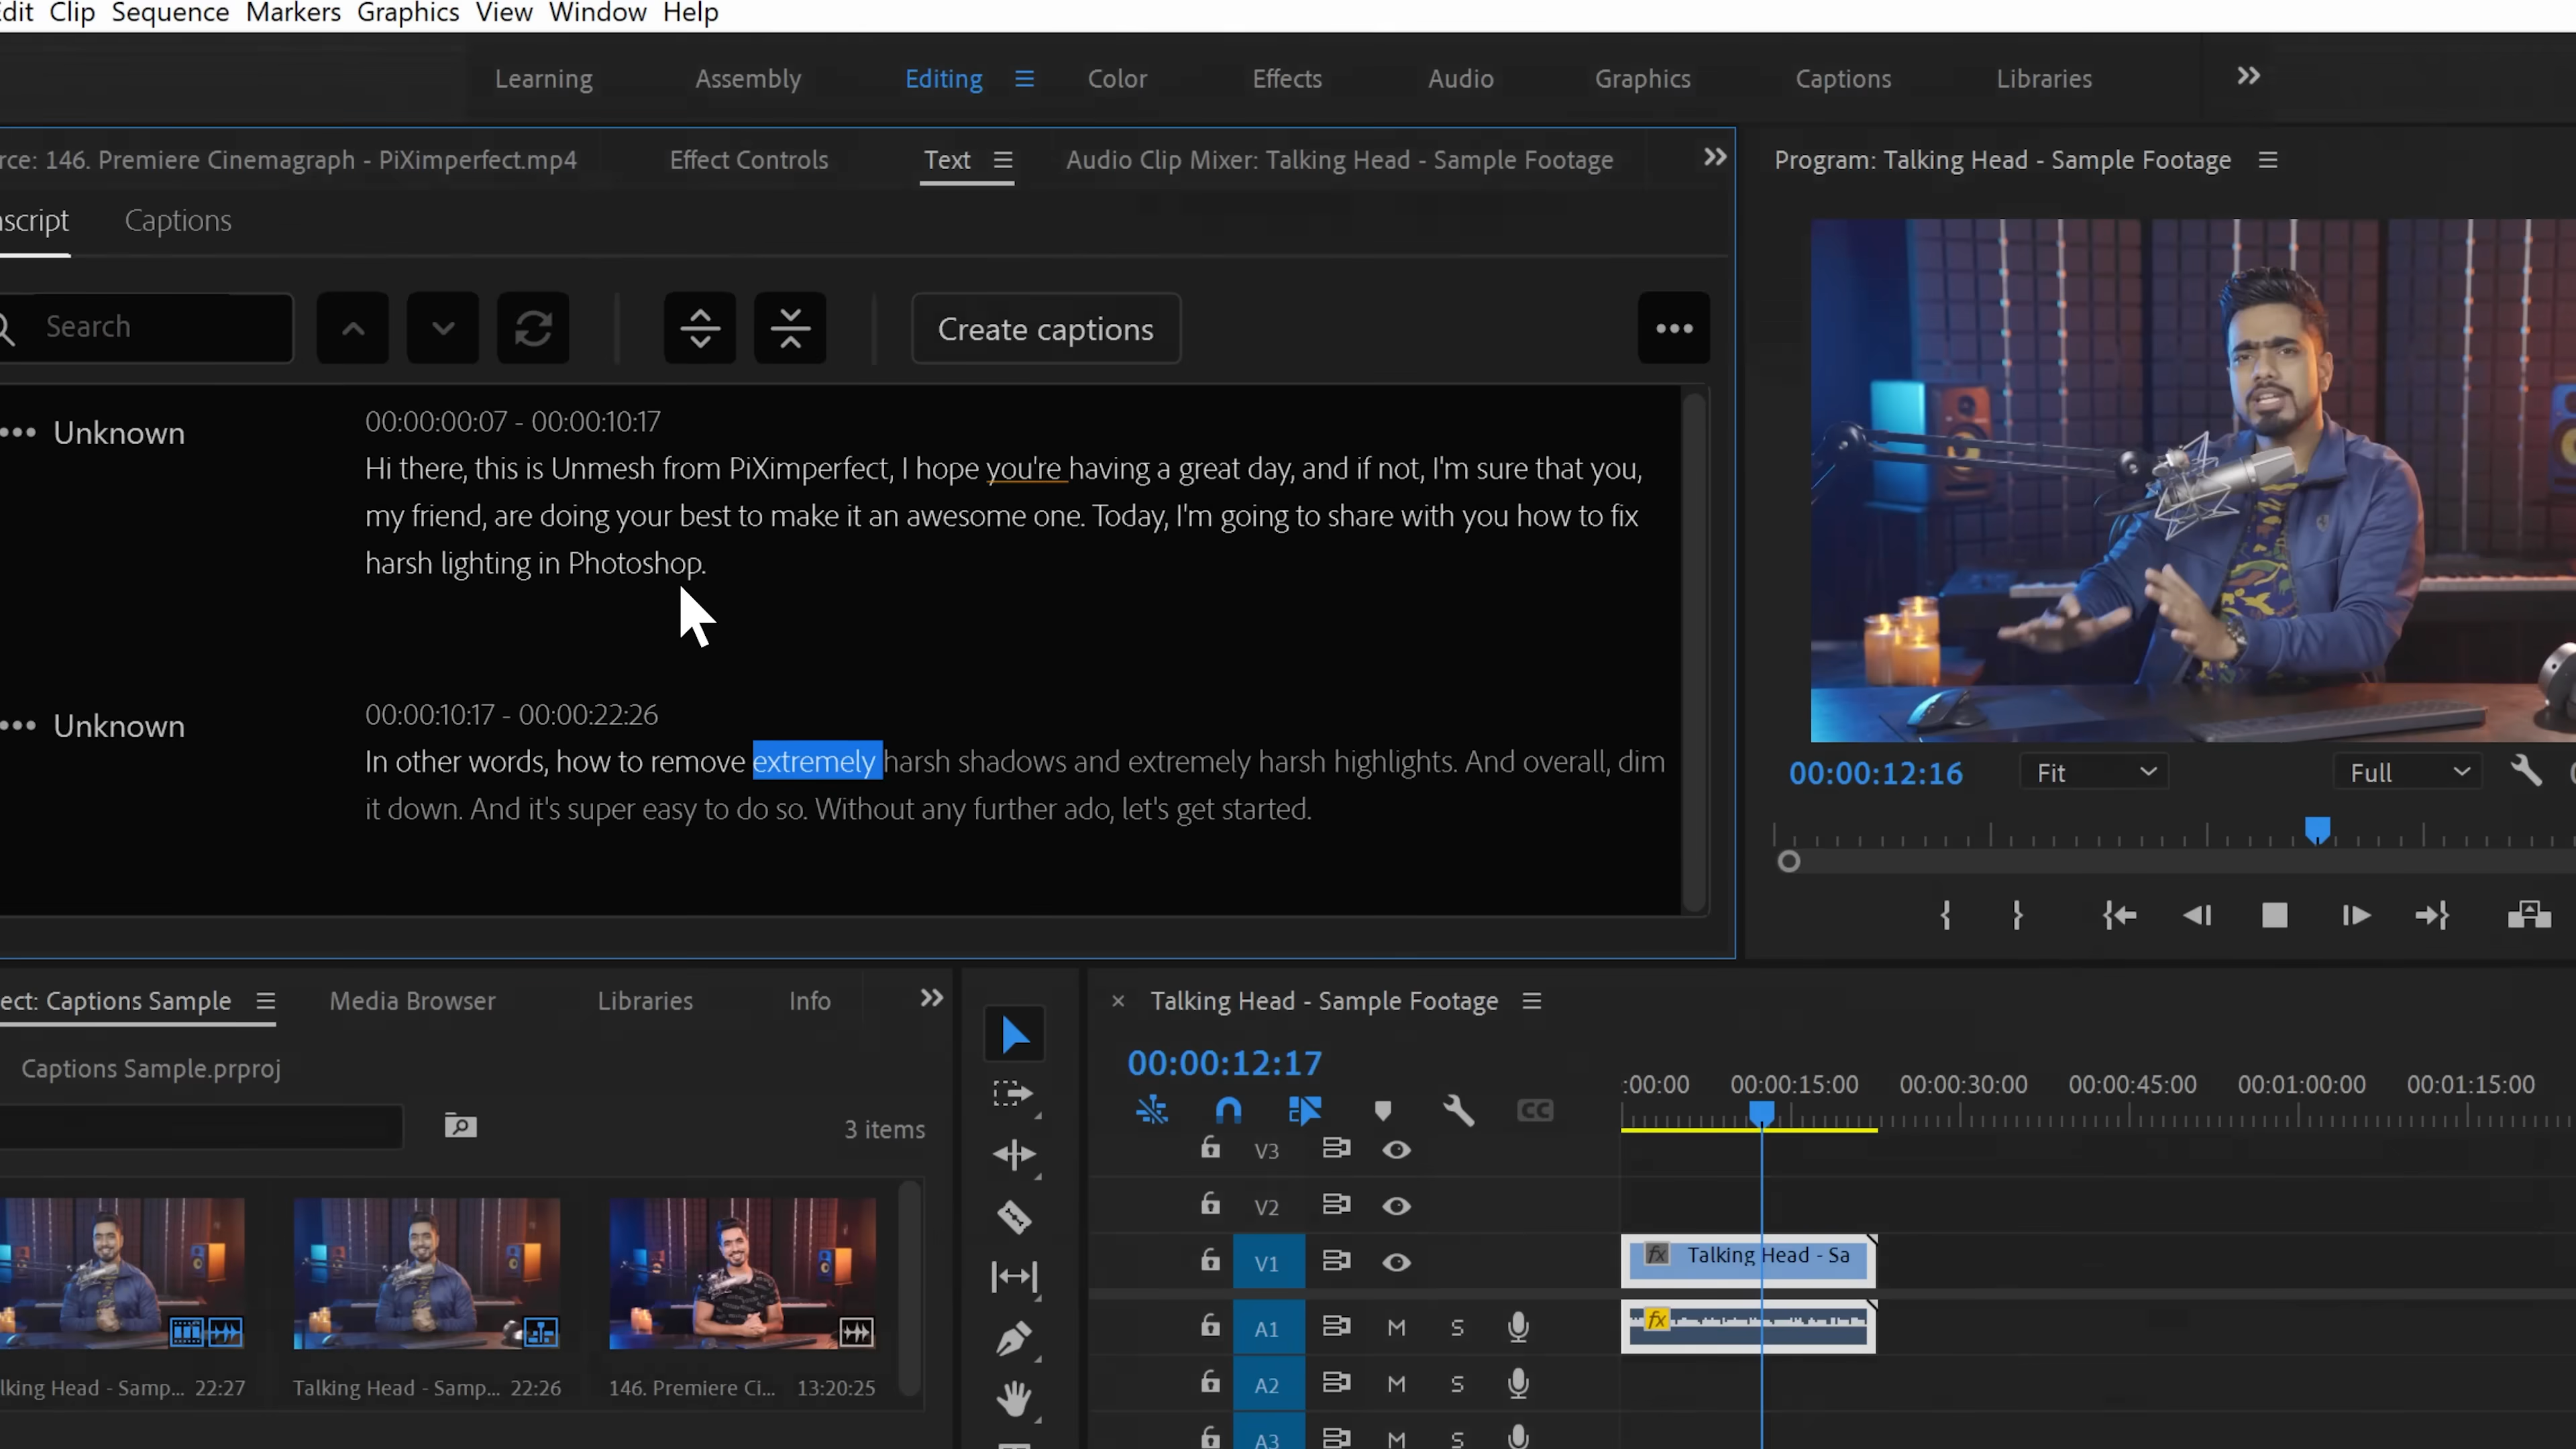 Edit Clip Sequence Markers Graphics View Window Help
Learning Assembly Editing Color Effects Audio Graphics Captions Libraries
rce: 146. Premiere Cinemagraph - PiXimperfect.mp4 Effect Controls Text Audio Clip Mixer: Talking Head - Sample Footage
Program: Talking Head - Sample Footage
script Captions
Search Create captions
Unknown 00:00:00:07 - 00:00:10:17
Hi there, this is Unmesh from PiXimperfect, I hope you're having a great day, and if not, I'm sure that you,
my friend, are doing your best to make it an awesome one. Today, I'm going to share with you how to fix
harsh lighting in Photoshop.
Unknown 00:00:10:17 - 00:00:22:26
In other words, how to remove extremely harsh shadows and extremely harsh highlights. And overall, dim
it down. And it's super easy to do so. Without any further ado, let's get started.
00:00:12:16 Fit Full
ect: Captions Sample Media Browser Libraries Info
Captions Sample.prproj
3 items
lking Head - Samp... 22:27 Talking Head - Samp... 22:26 146. Premiere Ci... 13:20:25
Talking Head - Sample Footage
00:00:12:17
:00:00 00:00:15:00 00:00:30:00 00:00:45:00 00:01:00:00 00:01:15:00
CC
V3
V2
V1 fx Talking Head - Sa
A1 M S fx
A2 M S
A3 M S